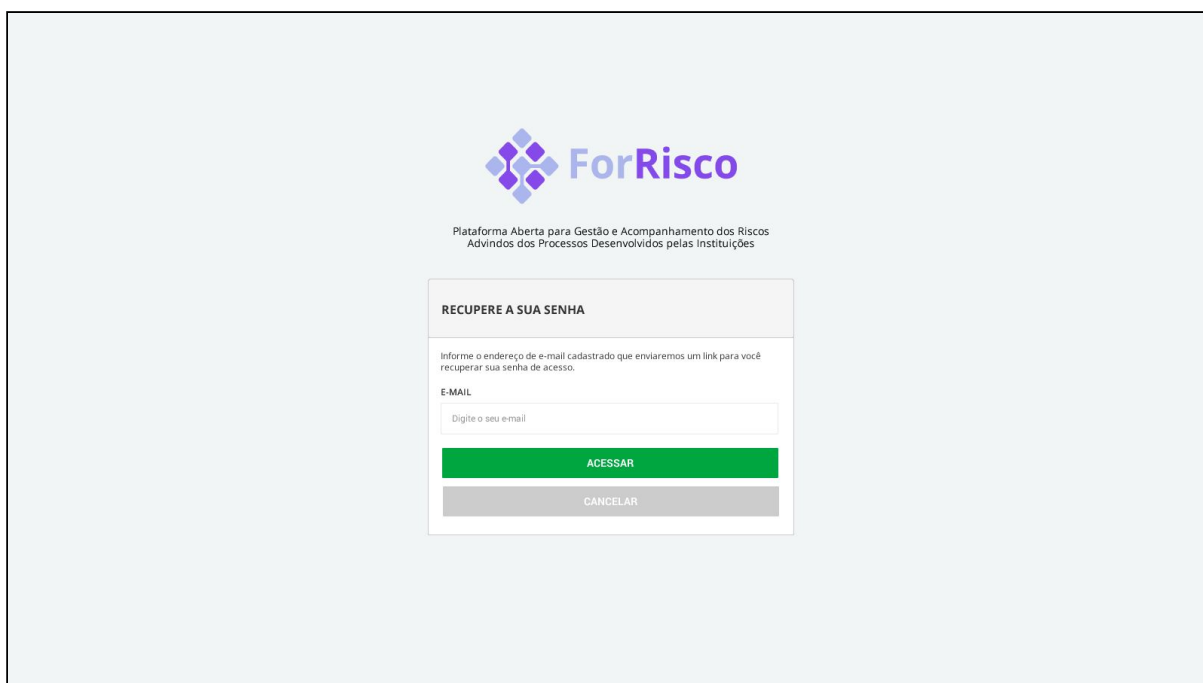 ForRisco
Plataforma Aberta para Gestão e Acompanhamento dos Riscos
Advindos dos Processos Desenvolvidos pelas Instituições
RECUPERE A SUA SENHA
Informe o endereço de e-mail cadastrado que enviaremos um link para você
recuperar sua senha de acesso.
E-MAIL
Digite o seu e-mail
ACESSAR
CANCELAR